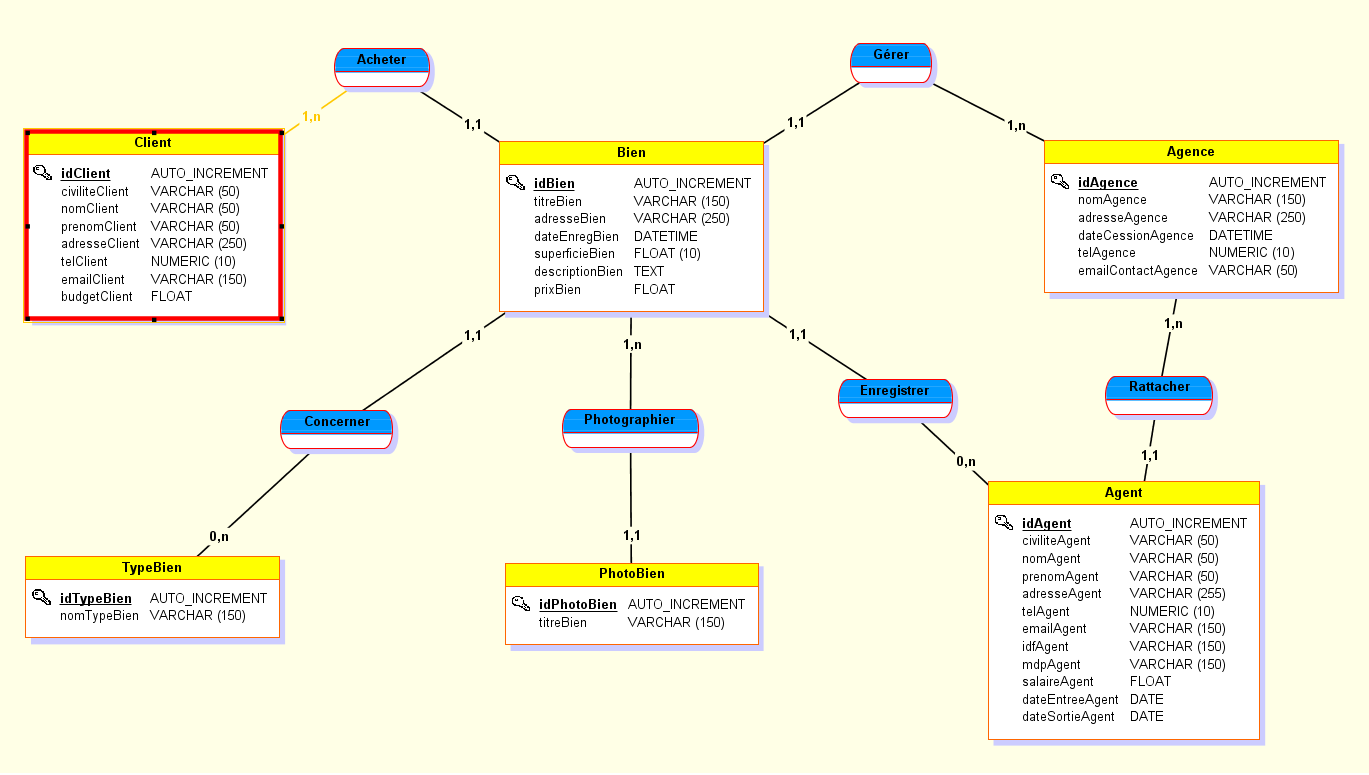 Acheter
Gérer
1,n
1,1
1,1
1,n
Client
idClient AUTO_INCREMENT
civiliteClient VARCHAR (50)
nomClient VARCHAR (50)
prenomClient VARCHAR (50)
adresseClient VARCHAR (250)
telClient NUMERIC (10)
emailClient VARCHAR (150)
budgetClient FLOAT
Bien
idBien AUTO_INCREMENT
titreBien VARCHAR (150)
adresseBien VARCHAR (250)
dateEnregBien DATETIME
superficieBien FLOAT (10)
descriptionBien TEXT
prixBien FLOAT
Agence
idAgence AUTO_INCREMENT
nomAgence VARCHAR (150)
adresseAgence VARCHAR (250)
dateCessionAgence DATETIME
telAgence NUMERIC (10)
emailContactAgence VARCHAR (50)
1,1
1,n
1,1
1,n
Concerner
Photographier
Enregistrer
Rattacher
0,n
1,1
0,n
1,1
TypeBien
idTypeBien AUTO_INCREMENT
nomTypeBien VARCHAR (150)
PhotoBien
idPhotoBien AUTO_INCREMENT
titreBien VARCHAR (150)
Agent
idAgent AUTO_INCREMENT
civiliteAgent VARCHAR (50)
nomAgent VARCHAR (50)
prenomAgent VARCHAR (50)
adresseAgent VARCHAR (255)
telAgent NUMERIC (10)
emailAgent VARCHAR (150)
idfAgent VARCHAR (150)
mdpAgent VARCHAR (150)
salaireAgent FLOAT
dateEntreeAgent DATE
dateSortieAgent DATE